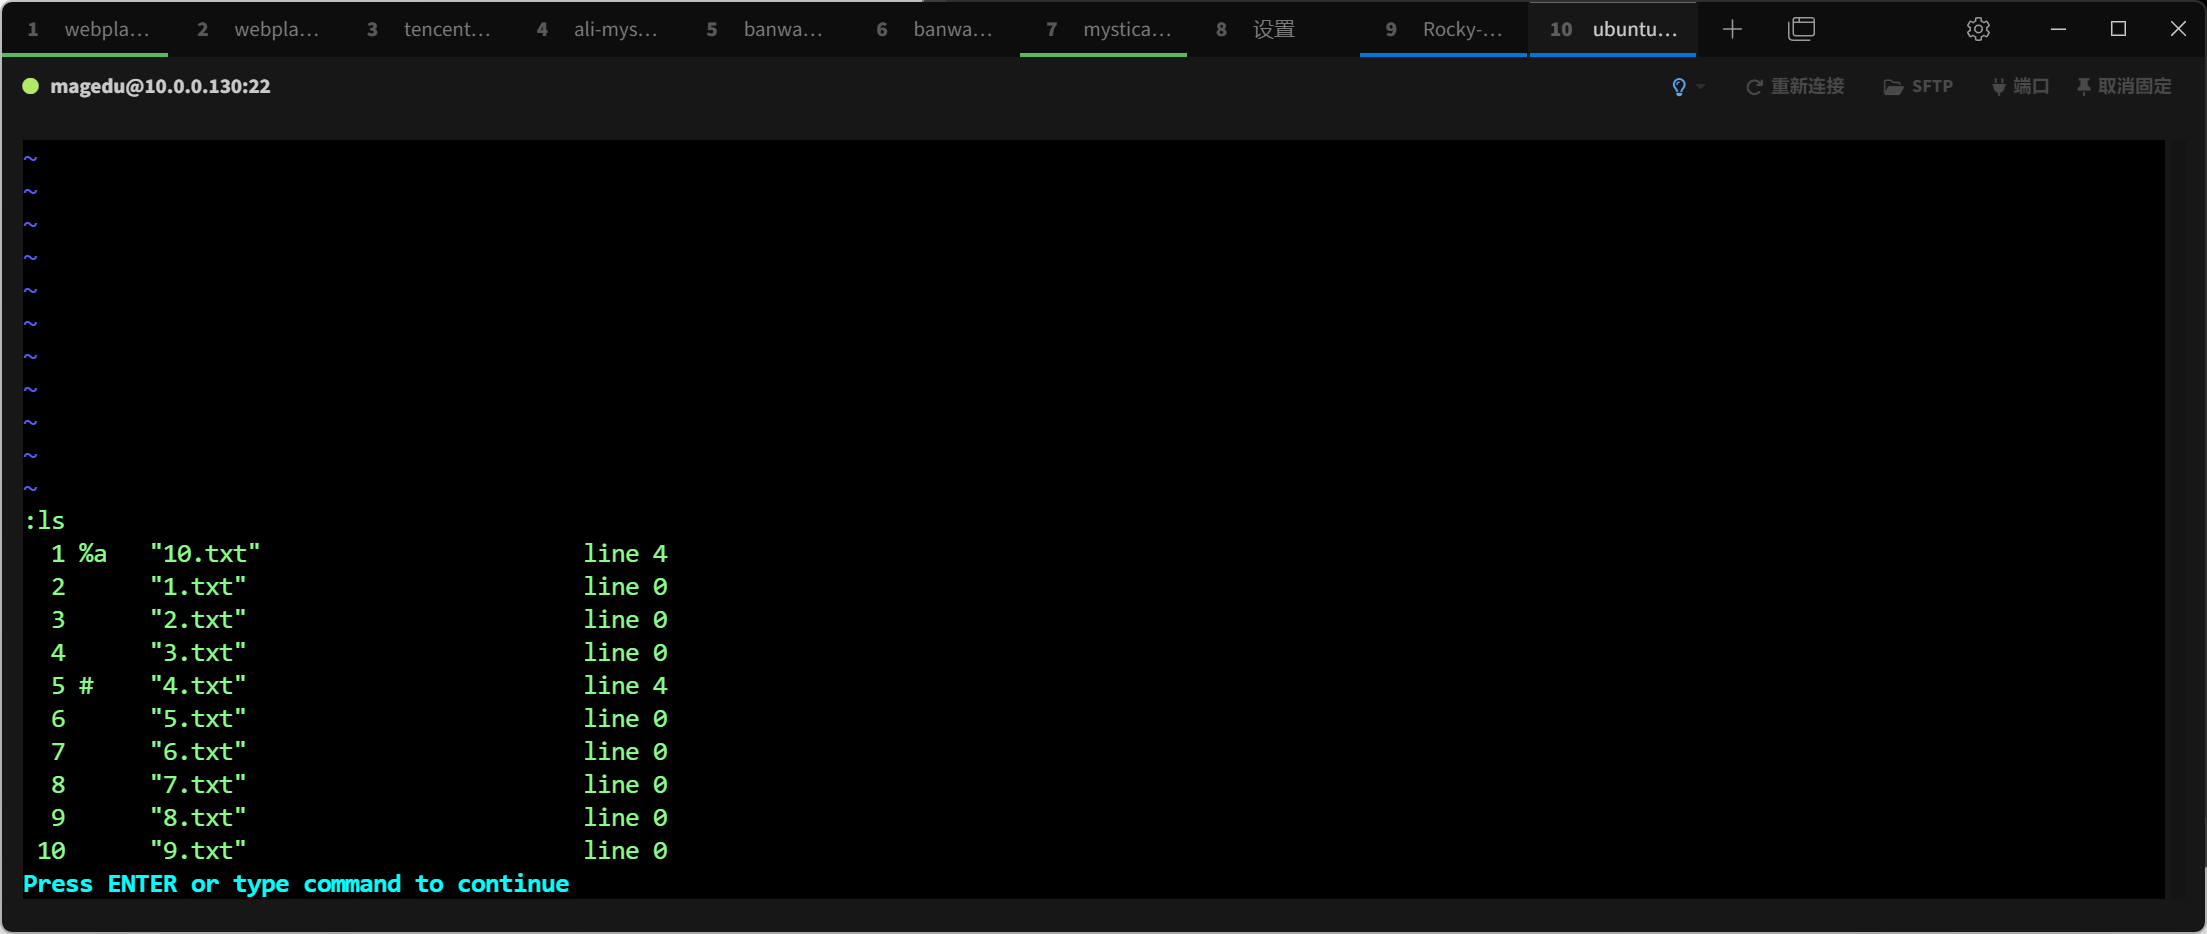 1 webpla... 2 webpla... 3 tencent... 4 ali-mys... 5 banwa... 6 banwa... 7 mystica... 8 设置 9 Rocky-... 10 ubuntu...
magedu@10.0.0.130:22 重新连接 SFTP 端口 取消固定
~
~
~
~
~
~
~
~
~
~
~
:ls
1 %a "10.txt" line 4
2 "1.txt" line 0
3 "2.txt" line 0
4 "3.txt" line 0
5 # "4.txt" line 4
6 "5.txt" line 0
7 "6.txt" line 0
8 "7.txt" line 0
9 "8.txt" line 0
10 "9.txt" line 0
Press ENTER or type command to continue